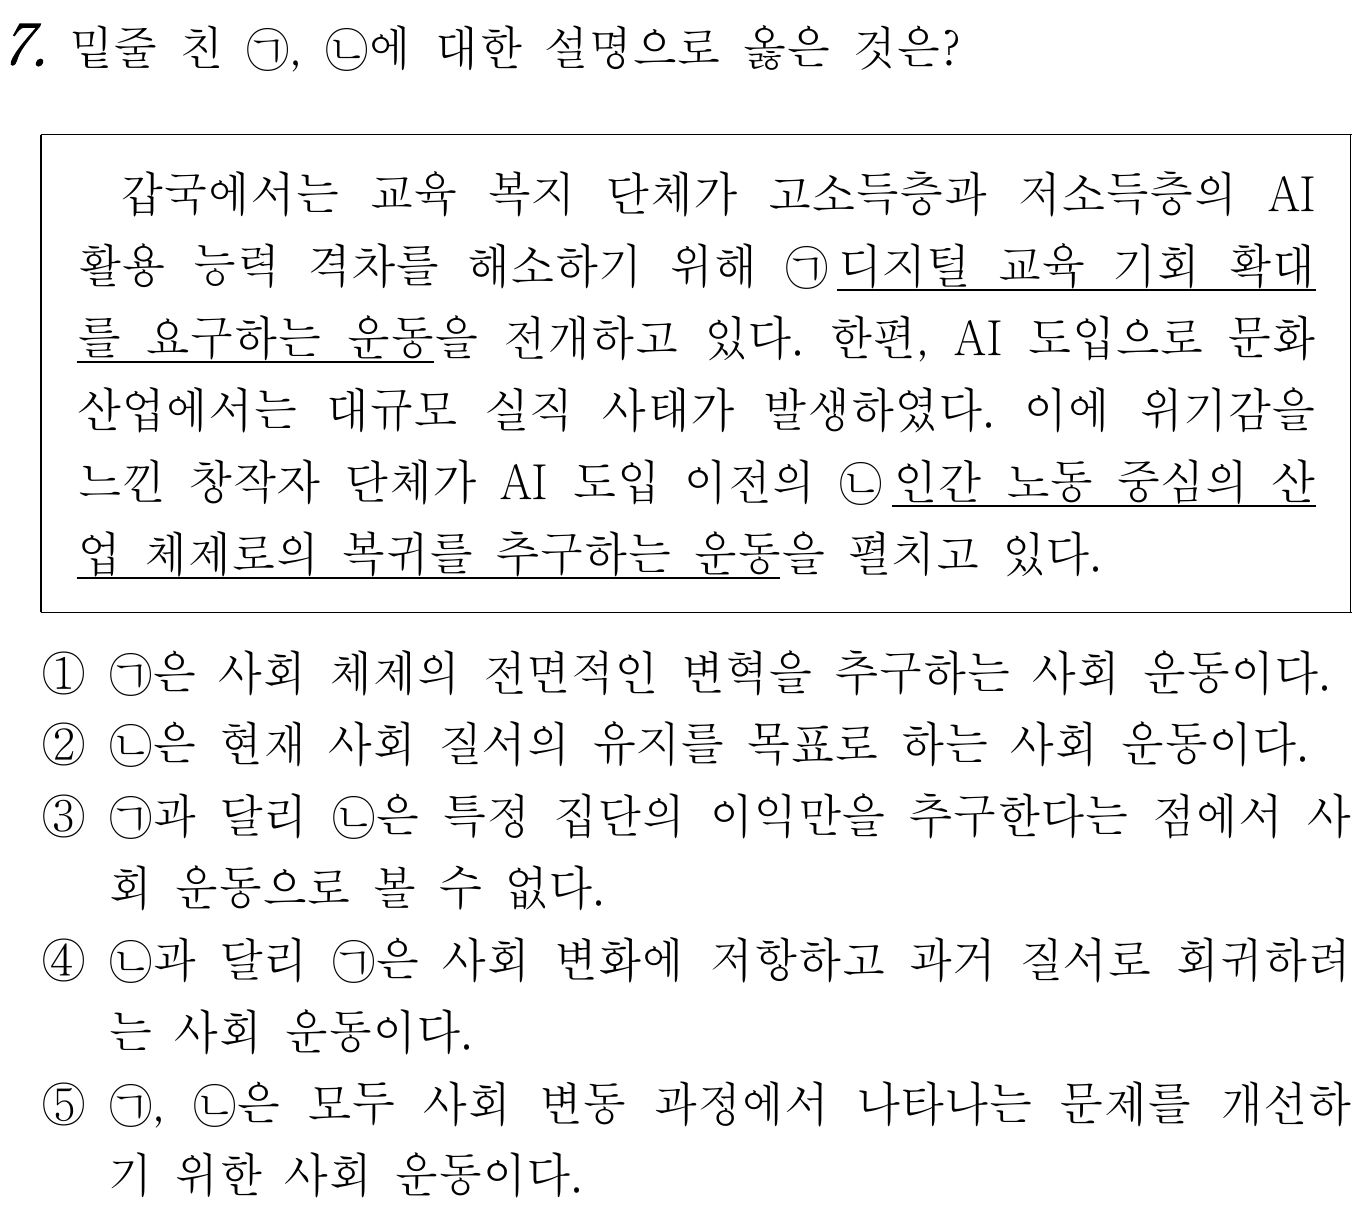 7. 밑줄 친 ㉠, ㉡에 대한 설명으로 옳은 것은?
갑국에서는 교육 복지 단체가 고소득층과 저소득층의 AI
활용 능력 격차를 해소하기 위해 ㉠디지털 교육 기회 확대
를 요구하는 운동을 전개하고 있다. 한편, AI 도입으로 문화
산업에서는 대규모 실직 사태가 발생하였다. 이에 위기감을
느낀 창작자 단체가 AI 도입 이전의 ㉡인간 노동 중심의 산
업 체제로의 복귀를 추구하는 운동을 펼치고 있다.
① ㉠은 사회 체제의 전면적인 변혁을 추구하는 사회 운동이다.
② ㉡은 현재 사회 질서의 유지를 목표로 하는 사회 운동이다.
③ ㉠과 달리 ㉡은 특정 집단의 이익만을 추구한다는 점에서 사
회 운동으로 볼 수 없다.
④ ㉡과 달리 ㉠은 사회 변화에 저항하고 과거 질서로 회귀하려
는 사회 운동이다.
⑤ ㉠, ㉡은 모두 사회 변동 과정에서 나타나는 문제를 개선하
기 위한 사회 운동이다.